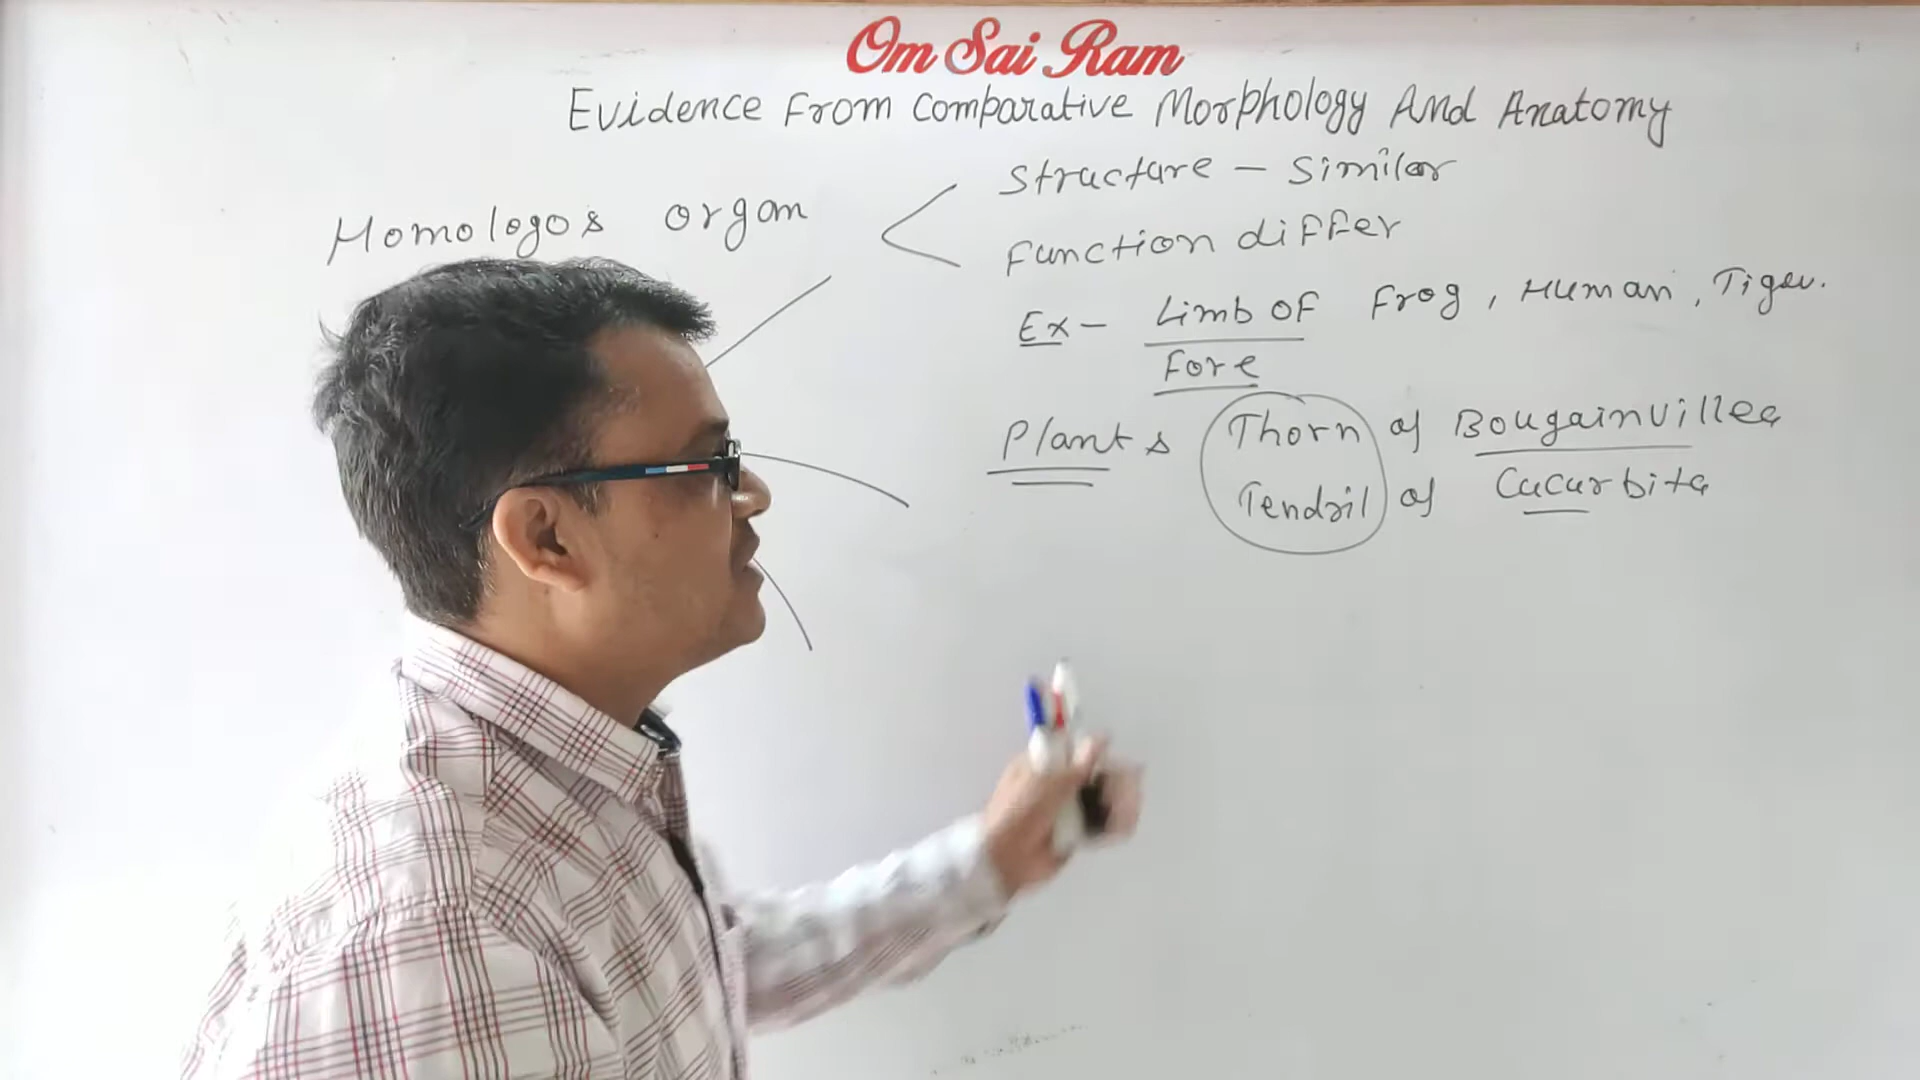 Om Sai Ram
Evidence From Comparative Morphology And Anatomy
Homologos organ
Structure - Similar
Function differ
Ex- Limb of Frog, Human, Tiger.
Fore
Plants Thorn of Bougainvillea
Tendril of Cucurbita